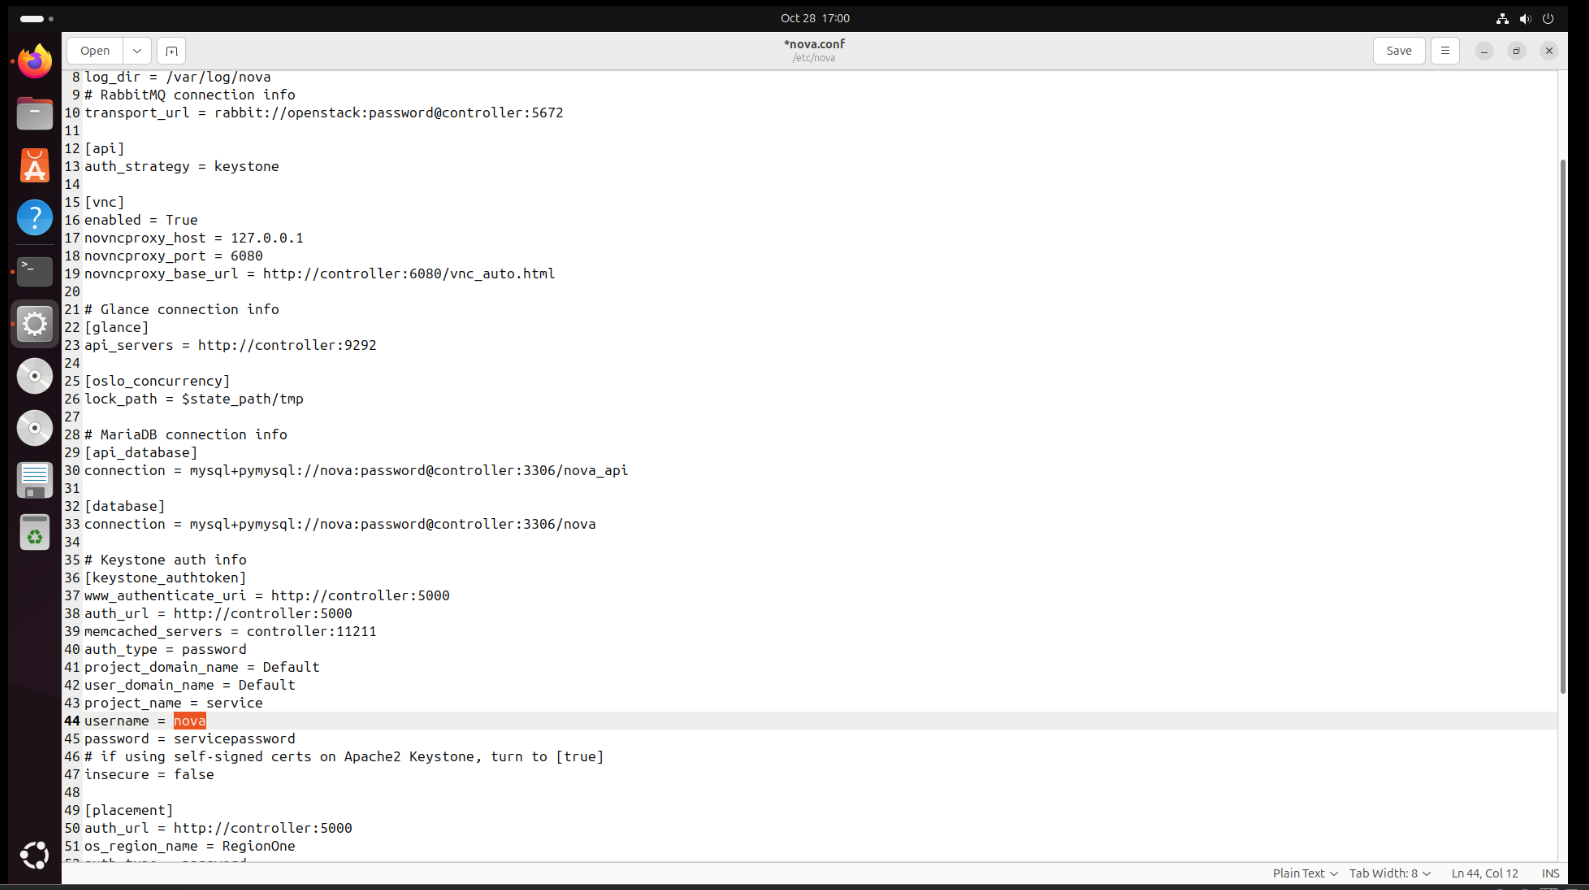 Oct 28 17:00
Open
*nova.conf
/etc/nova
Save
8 log_dir = /var/log/nova
9 # RabbitMQ connection info
10 transport_url = rabbit://openstack:password@controller:5672
11
12 [api]
13 auth_strategy = keystone
14
15 [vnc]
16 enabled = True
17 novncproxy_host = 127.0.0.1
18 novncproxy_port = 6080
19 novncproxy_base_url = http://controller:6080/vnc_auto.html
20
21 # Glance connection info
22 [glance]
23 api_servers = http://controller:9292
24
25 [oslo_concurrency]
26 lock_path = $state_path/tmp
27
28 # MariaDB connection info
29 [api_database]
30 connection = mysql+pymysql://nova:password@controller:3306/nova_api
31
32 [database]
33 connection = mysql+pymysql://nova:password@controller:3306/nova
34
35 # Keystone auth info
36 [keystone_authtoken]
37 www_authenticate_uri = http://controller:5000
38 auth_url = http://controller:5000
39 memcached_servers = controller:11211
40 auth_type = password
41 project_domain_name = Default
42 user_domain_name = Default
43 project_name = service
44 username = nova
45 password = servicepassword
46 # if using self-signed certs on Apache2 Keystone, turn to [true]
47 insecure = false
48
49 [placement]
50 auth_url = http://controller:5000
51 os_region_name = RegionOne
Plain Text
Tab Width: 8
Ln 44, Col 12
INS